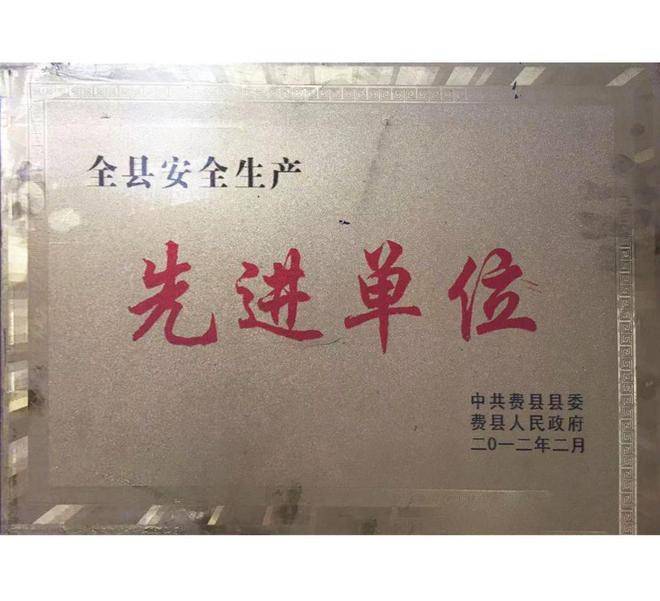 全县安全生产
先进单位
中共费县县委
费县人民政府
二0一二年二月